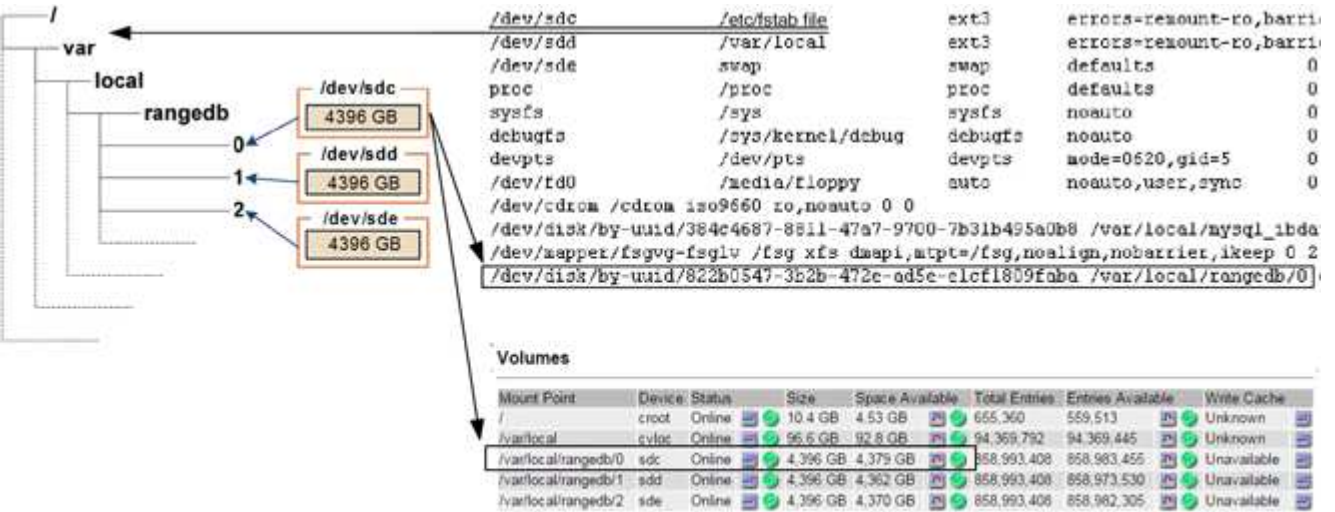 /
var
local
rangedb
0
1
2
/dev/sdc
4396 GB
/dev/sdd
4396 GB
/dev/sde
4396 GB
/dev/sdc /etc/fstab file ext3 errors=remount-ro,barri
/dev/sdd /var/local ext3 errors=remount-ro,barri
/dev/sde swap swap defaults 0
proc /proc proc defaults 0
sysfs /sys sysfs noauto 0
debugfs /sys/kernel/debug debugfs noauto 0
devpts /dev/pts devpts mode=0620,gid=5 0
/dev/fd0 /media/floppy auto noauto,user,sync 0
/dev/cdrom /cdrom iso9660 ro,noauto 0 0
/dev/disk/by-uuid/384c4687-8811-47a7-9700-7b31b495a0b8 /var/local/mysql_ibda
/dev/mapper/fsgvg-fsglv /fsg xfs dmapi,mtpt=/fsg,noalign,nobarrier,ikeep 0 2
/dev/disk/by-uuid/822b0547-3b2b-472e-ad5e-e1cf1809faba /var/local/rangedb/0
Volumes
Mount Point Device Status Size Space Available Total Entries Entries Available Write Cache
/ croot Online 10.4 GB 4.53 GB 655,360 559,513 Unknown
/var/local cvloc Online 96.6 GB 92.8 GB 94,369,792 94,369,445 Unknown
/var/local/rangedb/0 sdc Online 4,396 GB 4,379 GB 858,993,408 858,983,455 Unavailable
/var/local/rangedb/1 sdd Online 4,396 GB 4,362 GB 858,993,408 858,973,530 Unavailable
/var/local/rangedb/2 sde Online 4,396 GB 4,370 GB 858,993,408 858,982,305 Unavailable